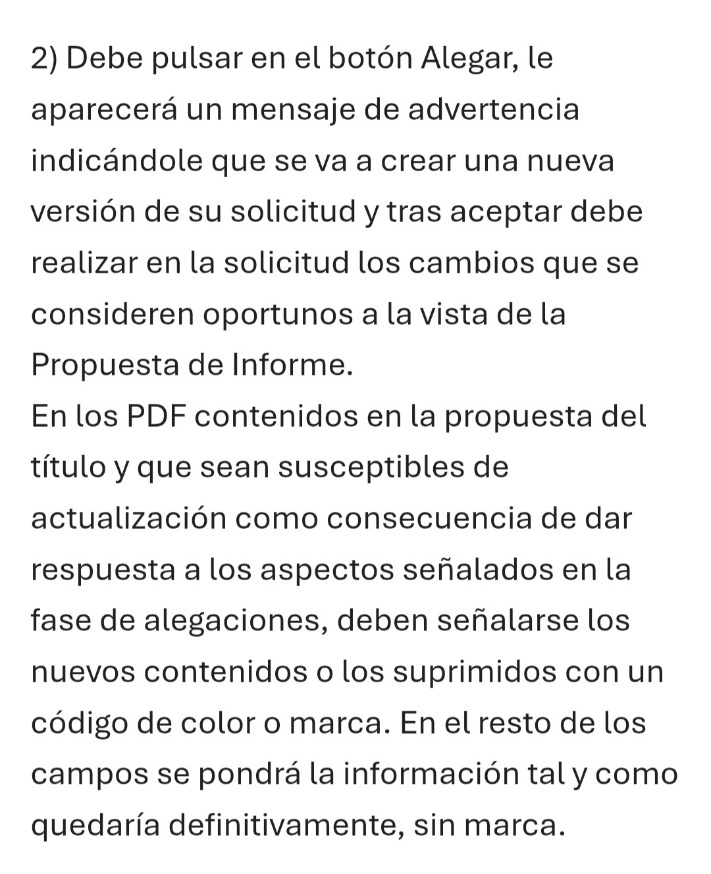 2) Debe pulsar en el botón Alegar, le
aparecerá un mensaje de advertencia
indicándole que se va a crear una nueva
versión de su solicitud y tras aceptar debe
realizar en la solicitud los cambios que se
consideren oportunos a la vista de la
Propuesta de Informe.
En los PDF contenidos en la propuesta del
título y que sean susceptibles de
actualización como consecuencia de dar
respuesta a los aspectos señalados en la
fase de alegaciones, deben señalarse los
nuevos contenidos o los suprimidos con un
código de color o marca. En el resto de los
campos se pondrá la información tal y como
quedaría definitivamente, sin marca.